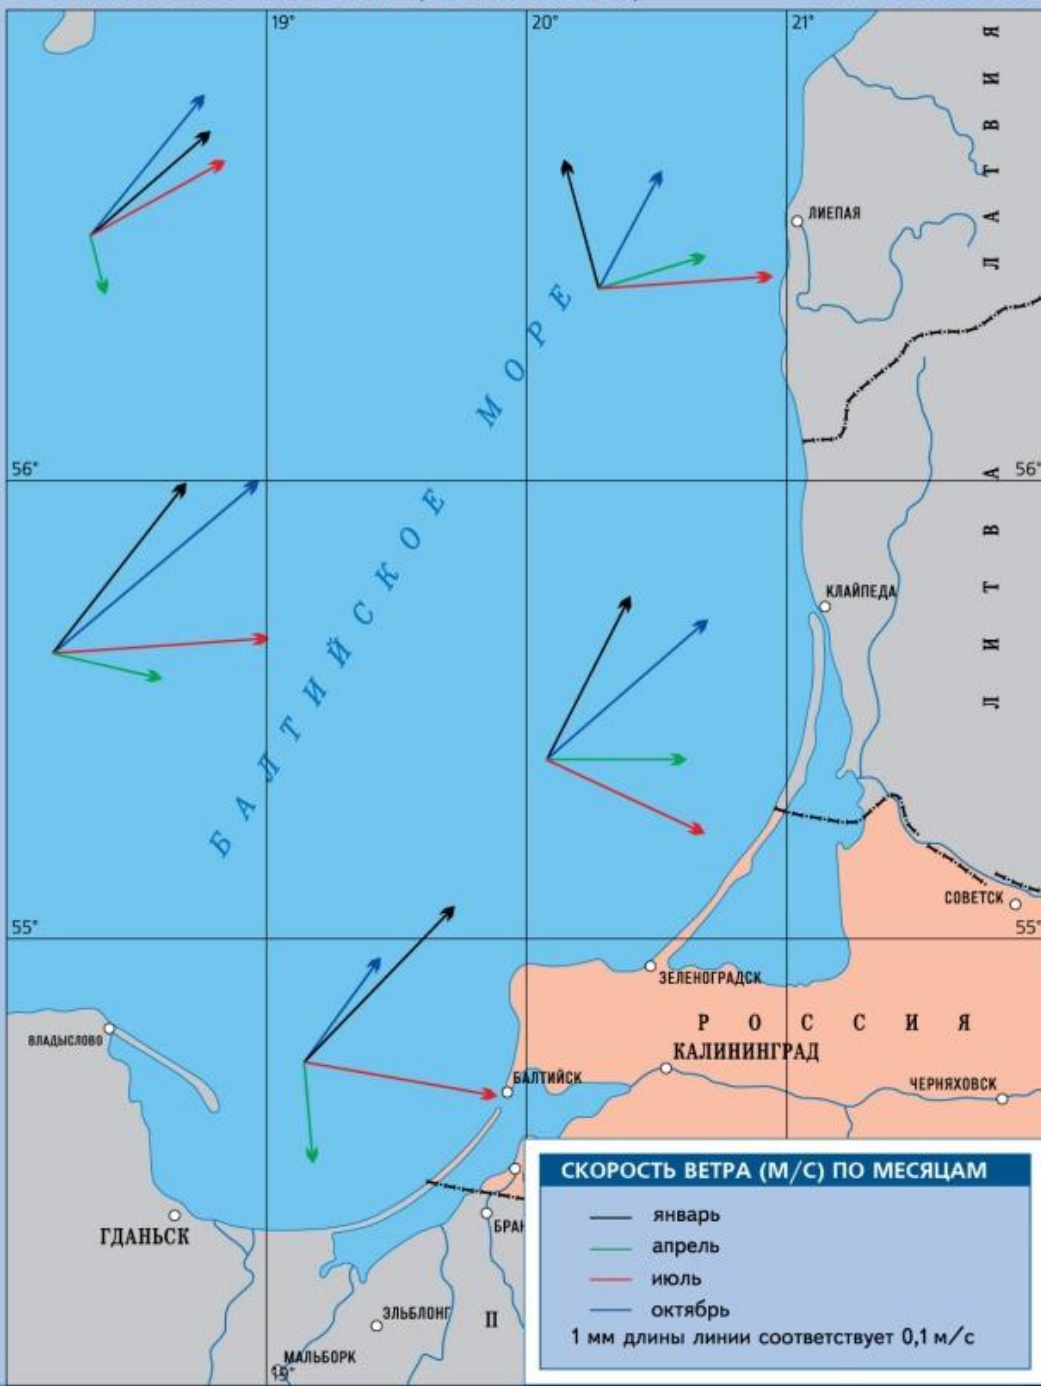 19°
20°
21°
ЛАТВИЯ
ЛИЕПАЯ
БАЛТИЙСКОЕ МОРЕ
56°
56°
ЛИТВА
КЛАЙПЕДА
СОВЕТСК
55°
55°
ЗЕЛЕНОГРАДСК
РОССИЯ
ВЛАДЫСЛОВО
КАЛИНИНГРАД
БАЛТИЙСК
ЧЕРНЯХОВСК
ГДАНЬСК
БРАН
ЭЛЬБЛОНГ
П
МАЛЬБОРК
19°
СКОРОСТЬ ВЕТРА (М/С) ПО МЕСЯЦАМ
январь
апрель
июль
октябрь
1 мм длины линии соответствует 0,1 м/с